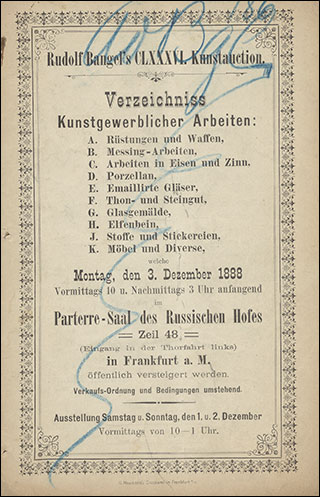 Rudolf Bangel's CLXXXVI. Kunstauction.
Verzeichniss
Kunstgewerblicher Arbeiten:
A. Rüstungen und Waffen,
B. Messing-Arbeiten,
C. Arbeiten in Eisen und Zinn.
D. Porzellan,
E. Emaillirte Gläser,
F. Thon- und Steingut,
G. Glasgemälde,
H. Elfenbein,
J. Stoffe und Stickereien,
K. Möbel und Diverse,
welche
Montag, den 3. Dezember 1888
Vormittags 10 u. Nachmittags 3 Uhr anfangend
im
Parterre-Saal des Russischen Hofes
Zeil 48
(Eingang in der Thorfahrt links)
in Frankfurt a. M.
öffentlich versteigert werden.
Verkaufs-Ordnung und Bedingungen umstehend.
Ausstellung Samstag u. Sonntag, den 1. u. 2. Dezember
Vormittags von 10—1 Uhr.